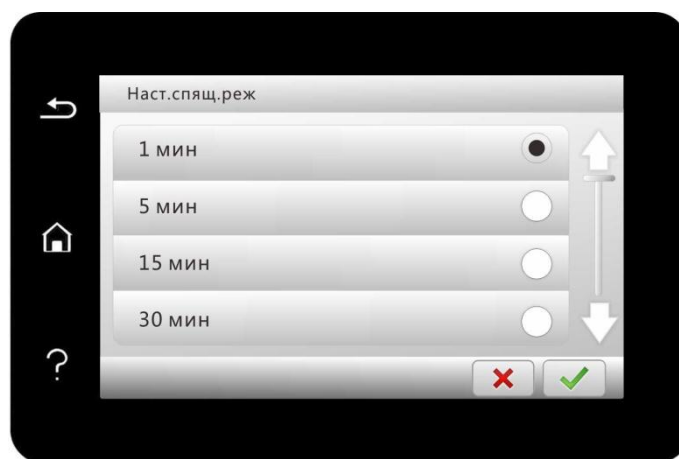 Наст.спящ.реж
1 мин
5 мин
15 мин
30 мин
?